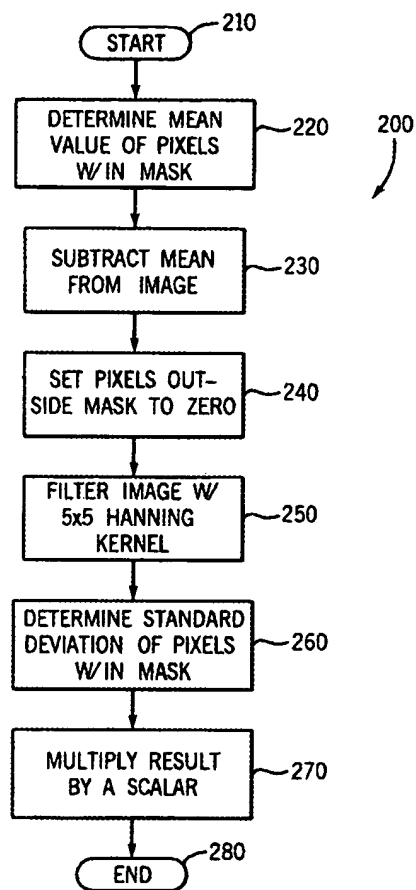 START
210
DETERMINE MEAN
VALUE OF PIXELS
W/IN MASK
220
200
SUBTRACT MEAN
FROM IMAGE
230
SET PIXELS OUT-
SIDE MASK TO ZERO
240
FILTER IMAGE W/
5x5 HANNING
KERNEL
250
DETERMINE STANDARD
DEVIATION OF PIXELS
W/IN MASK
260
MULTIPLY RESULT
BY A SCALAR
270
END
280